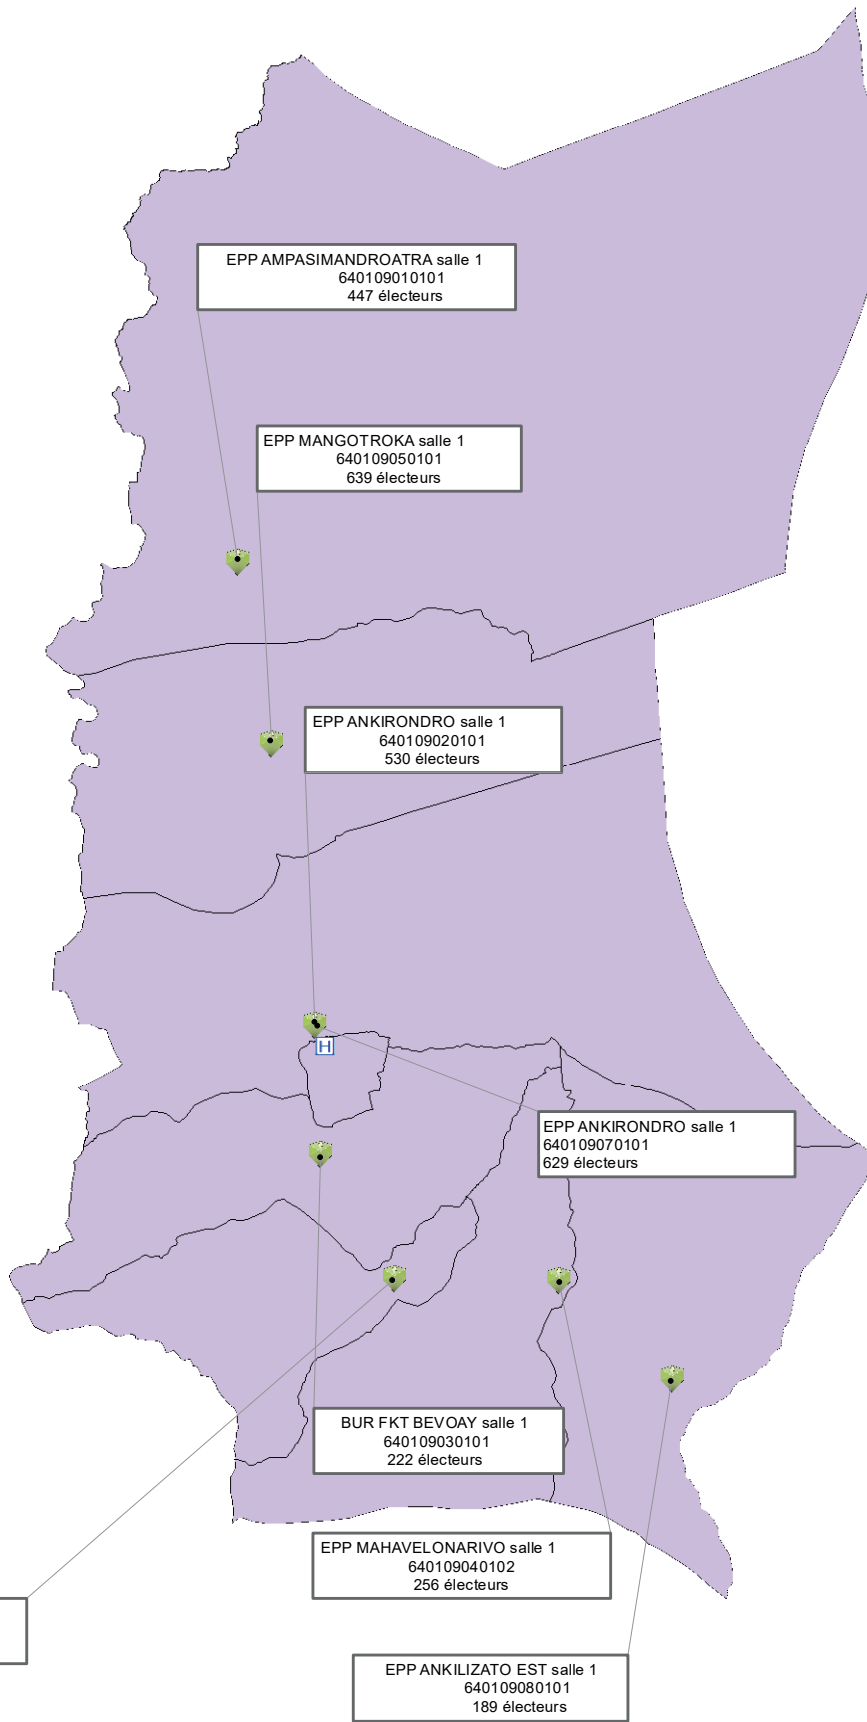 EPP AMPASIMANDROATRA salle 1
640109010101
447 électeurs
EPP MANGOTROKA salle 1
640109050101
639 électeurs
EPP ANKIRONDRO salle 1
640109020101
530 électeurs
H
EPP ANKIRONDRO salle 1
640109070101
629 électeurs
BUR FKT BEVOAY salle 1
640109030101
222 électeurs
EPP MAHAVELONARIVO salle 1
640109040102
256 électeurs
EPP ANKILIZATO EST salle 1
640109080101
189 électeurs